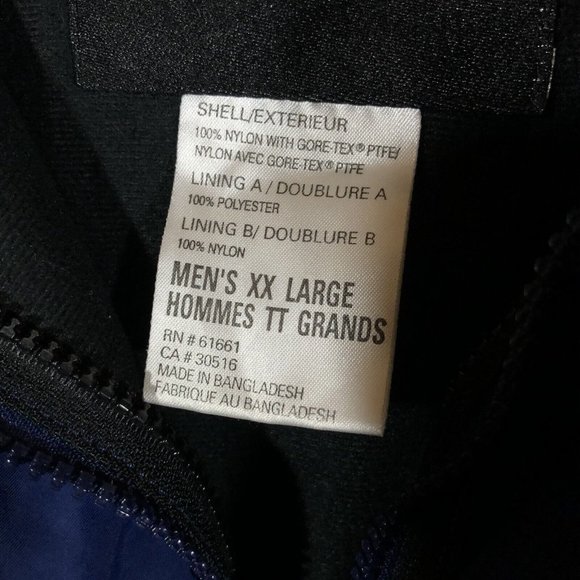 SHELL/EXTERIEUR
100% NYLON WITH GORE-TEX® PTFE/
NYLON AVEC GORE-TEX® PTFE
LINING A / DOUBLURE A
100% POLYESTER
LINING B/ DOUBLURE B
100% NYLON
MEN'S XX LARGE
HOMMES TT GRANDS
RN # 61661
CA # 30516
MADE IN BANGLADESH
FABRIQUE AU BANGLADESH